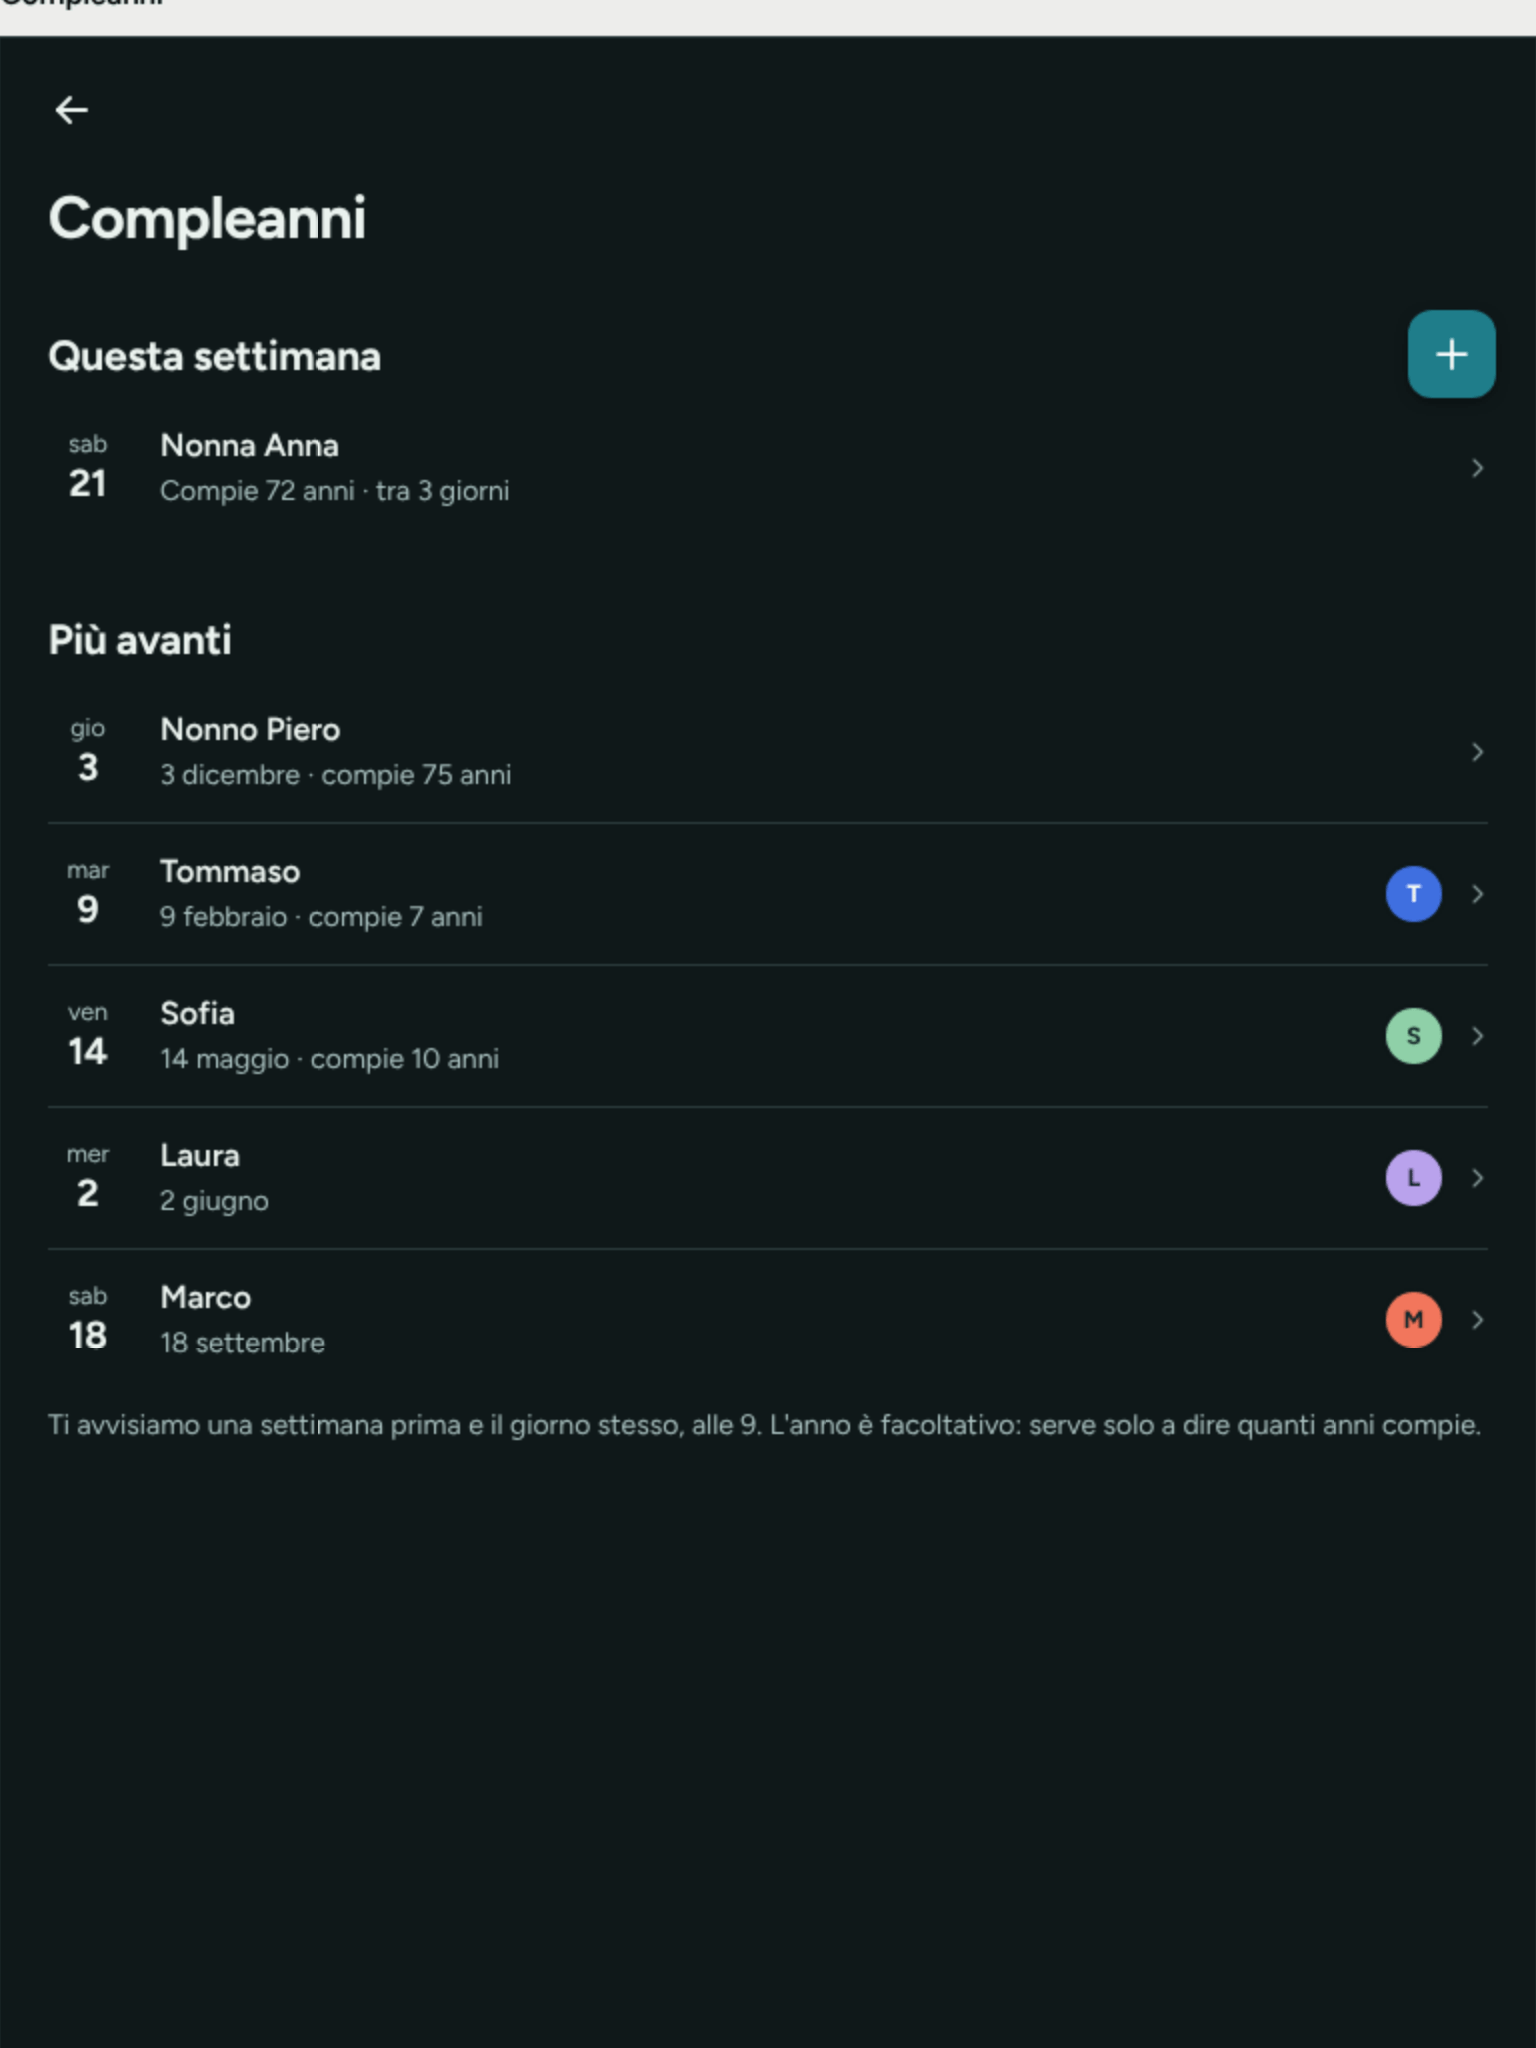 Compleanni
Compleanni
Questa settimana
sab
21
Nonna Anna
Compie 72 anni · tra 3 giorni
Più avanti
gio
3
Nonno Piero
3 dicembre · compie 75 anni
mar
9
Tommaso
9 febbraio · compie 7 anni
T
ven
14
Sofia
14 maggio · compie 10 anni
S
mer
2
Laura
2 giugno
L
sab
18
Marco
18 settembre
M
Ti avvisiamo una settimana prima e il giorno stesso, alle 9. L'anno è facoltativo: serve solo a dire quanti anni compie.